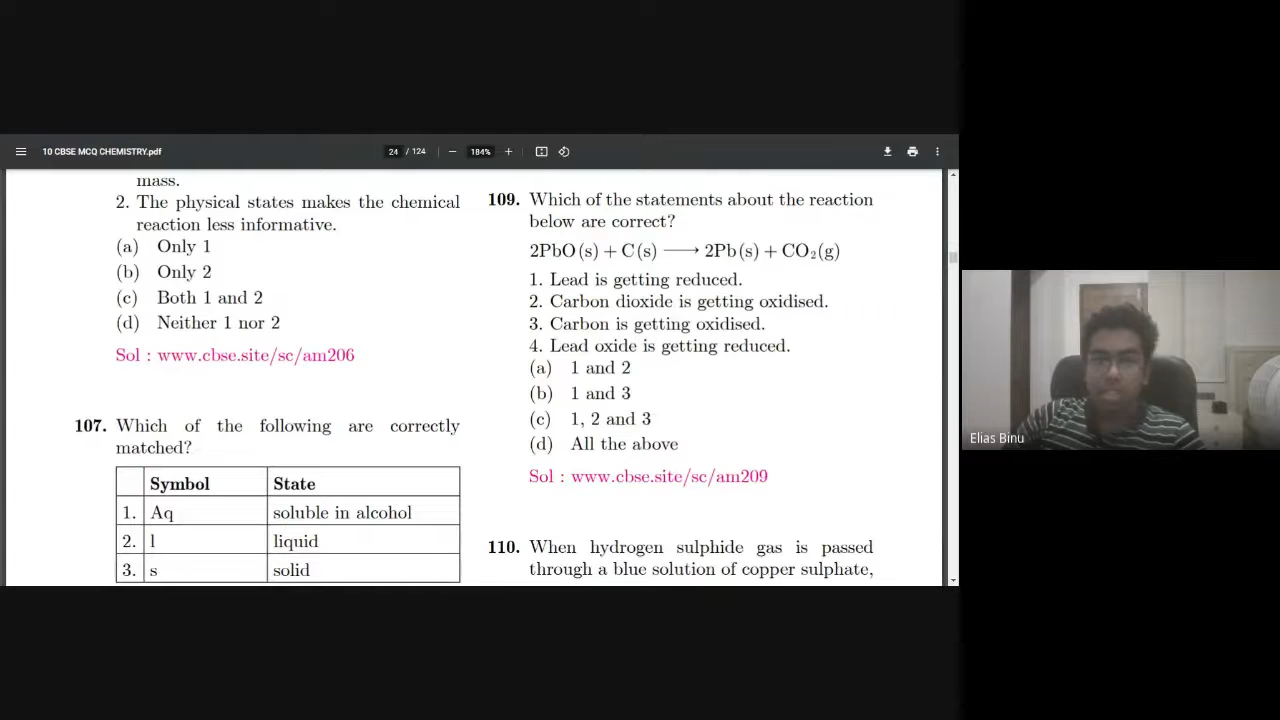 10 CBSE MCQ CHEMISTRY.pdf
24 / 124
184%
mass.
2. The physical states makes the chemical
reaction less informative.
(a) Only 1
(b) Only 2
(c) Both 1 and 2
(d) Neither 1 nor 2
Sol : www.cbse.site/sc/am206
107. Which of the following are correctly
matched?
Symbol State
1. Aq soluble in alcohol
2. l liquid
3. s solid
109. Which of the statements about the reaction
below are correct?
2PbO(s) + C(s) ⟶ 2Pb(s) + CO₂(g)
1. Lead is getting reduced.
2. Carbon dioxide is getting oxidised.
3. Carbon is getting oxidised.
4. Lead oxide is getting reduced.
(a) 1 and 2
(b) 1 and 3
(c) 1, 2 and 3
(d) All the above
Sol : www.cbse.site/sc/am209
110. When hydrogen sulphide gas is passed
through a blue solution of copper sulphate,
Elias Binu